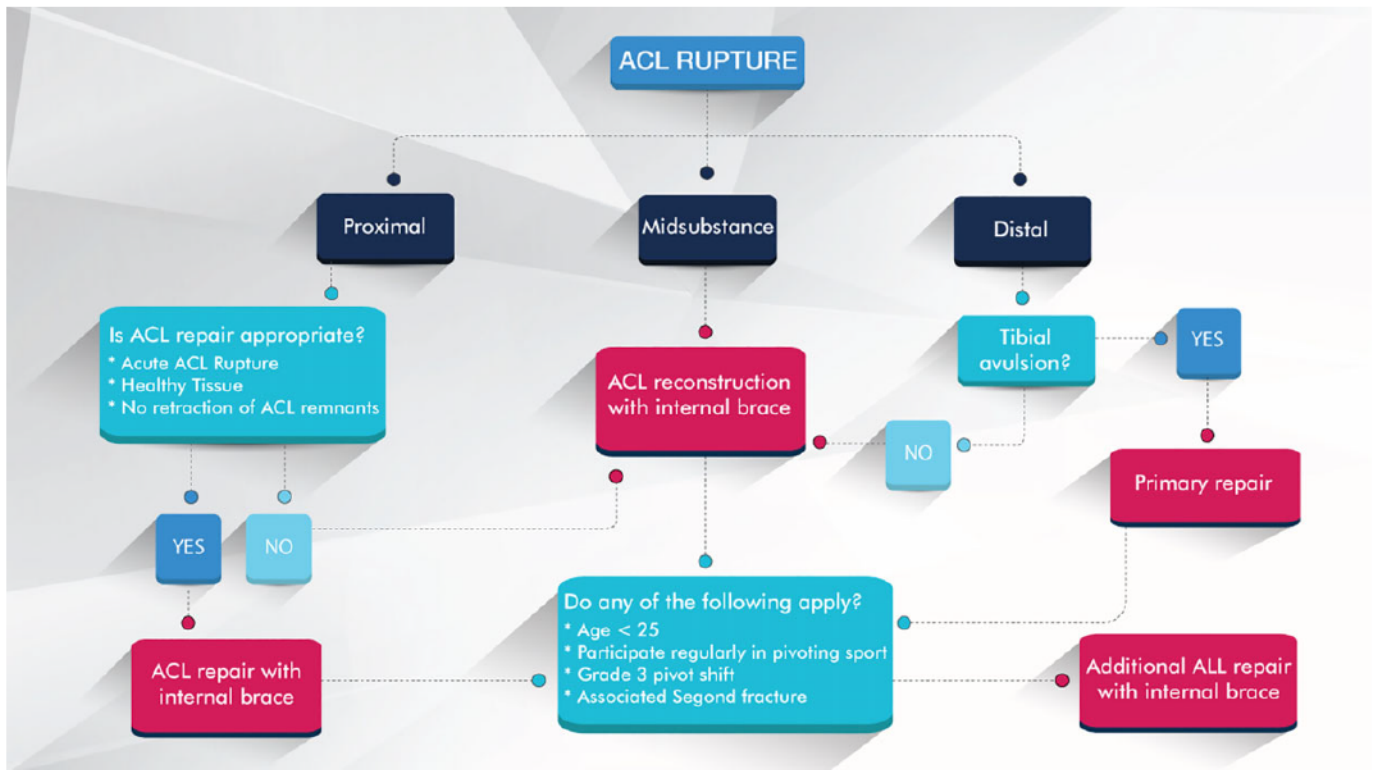 ACL RUPTURE
Proximal
Midsubstance
Distal
Is ACL repair appropriate?
* Acute ACL Rupture
* Healthy Tissue
* No retraction of ACL remnants
ACL reconstruction
with internal brace
Tibial
avulsion?
YES
NO
Primary repair
YES
NO
ACL repair with
internal brace
Do any of the following apply?
* Age < 25
* Participate regularly in pivoting sport
* Grade 3 pivot shift
* Associated Segond fracture
Additional ALL repair
with internal brace